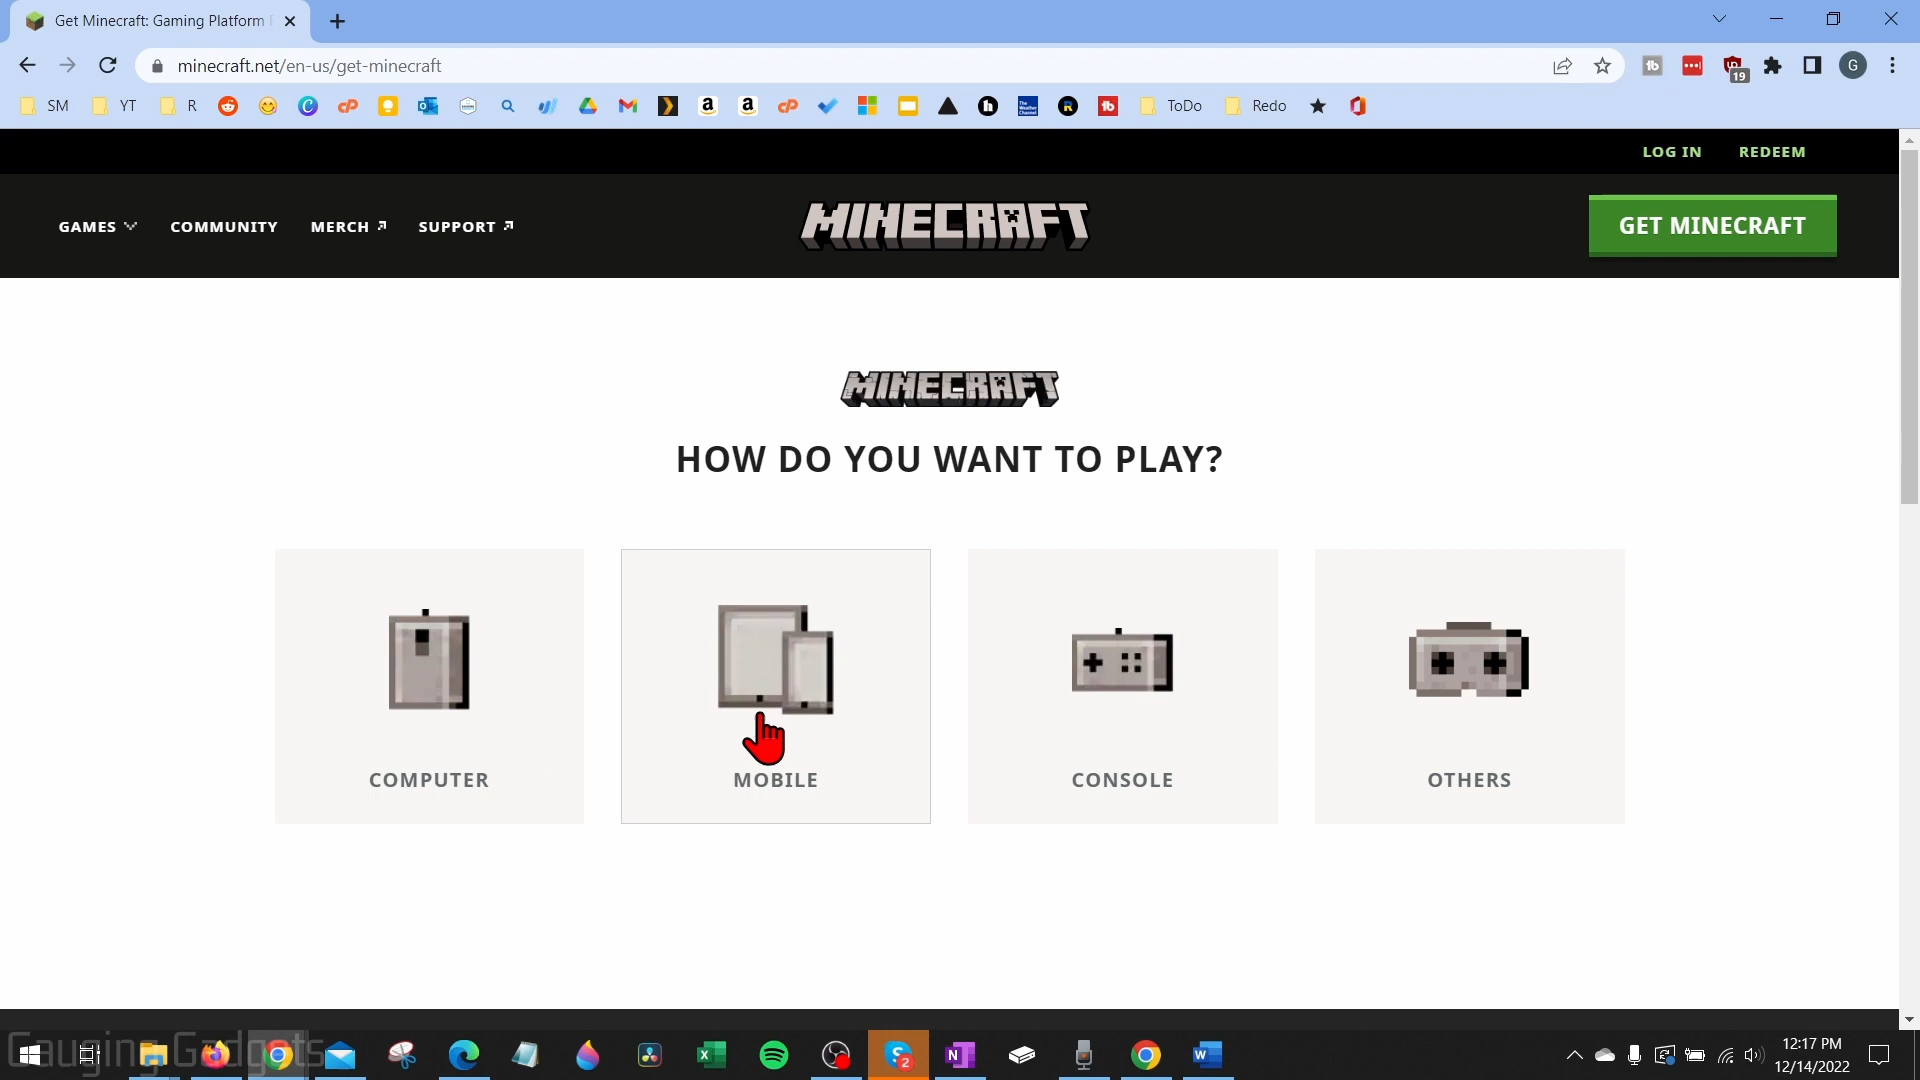 Get Minecraft: Gaming Platform
minecraft.net/en-us/get-minecraft
19
G
SM
YT
R
ToDo
Redo
LOG IN
REDEEM
GAMES
COMMUNITY
MERCH
SUPPORT
MINECRAFT
GET MINECRAFT
MINECRAFT
HOW DO YOU WANT TO PLAY?
COMPUTER
MOBILE
CONSOLE
OTHERS
Gauging Gadgets
2
12:17 PM
12/14/2022